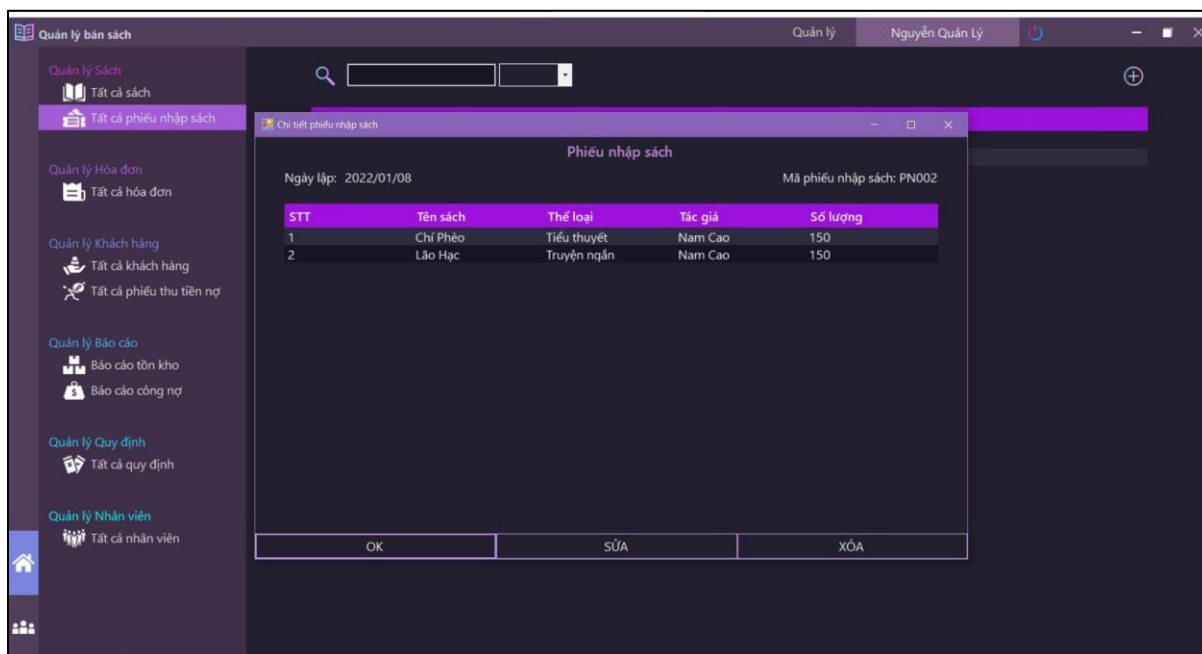 Quản lý bán sách
Quản lý
Nguyễn Quản Lý
Quản lý Sách
Tất cả sách
Tất cả phiếu nhập sách
Quản lý Hóa đơn
Tất cả hóa đơn
Quản lý Khách hàng
Tất cả khách hàng
Tất cả phiếu thu tiền nợ
Quản lý Báo cáo
Báo cáo tồn kho
Báo cáo công nợ
Quản lý Quy định
Tất cả quy định
Quản lý Nhân viên
Tất cả nhân viên
Chi tiết phiếu nhập sách
Phiếu nhập sách
Ngày lập: 2022/01/08 Mã phiếu nhập sách: PN002
STT Tên sách Thể loại Tác giả Số lượng
1 Chí Phèo Tiểu thuyết Nam Cao 150
2 Lão Hạc Truyện ngắn Nam Cao 150
OK SỬA XÓA